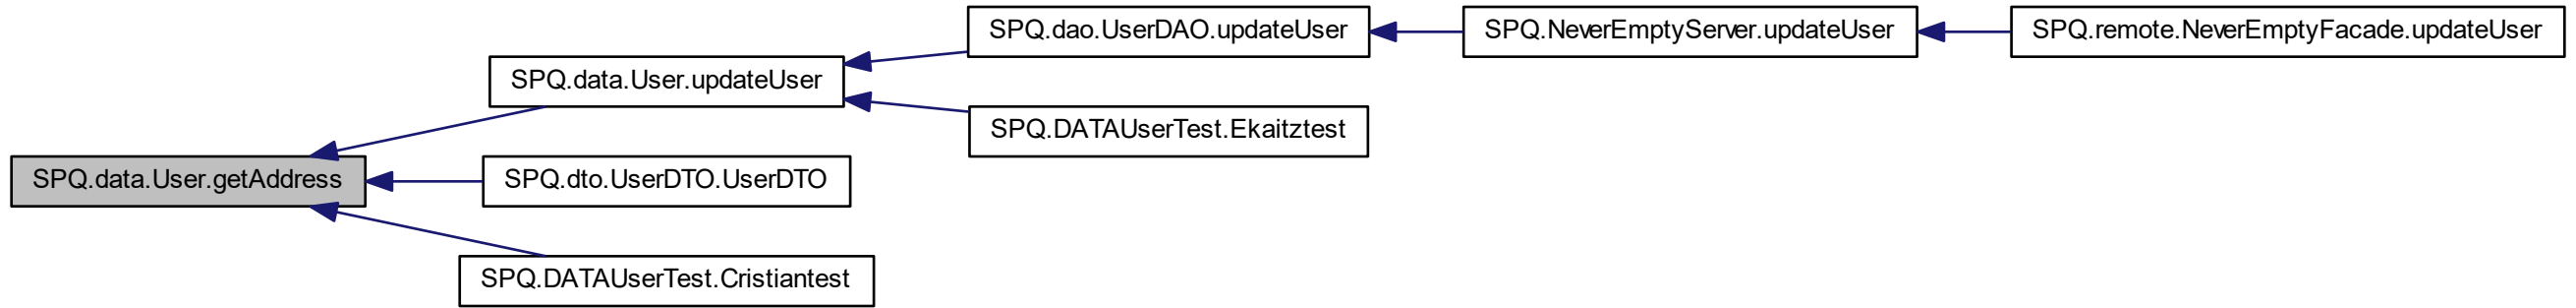 SPQ.dao.UserDAO.updateUser
SPQ.NeverEmptyServer.updateUser
SPQ.remote.NeverEmptyFacade.updateUser
SPQ.data.User.updateUser
SPQ.DATAUserTest.Ekaitztest
SPQ.data.User.getAddress
SPQ.dto.UserDTO.UserDTO
SPQ.DATAUserTest.Cristiantest